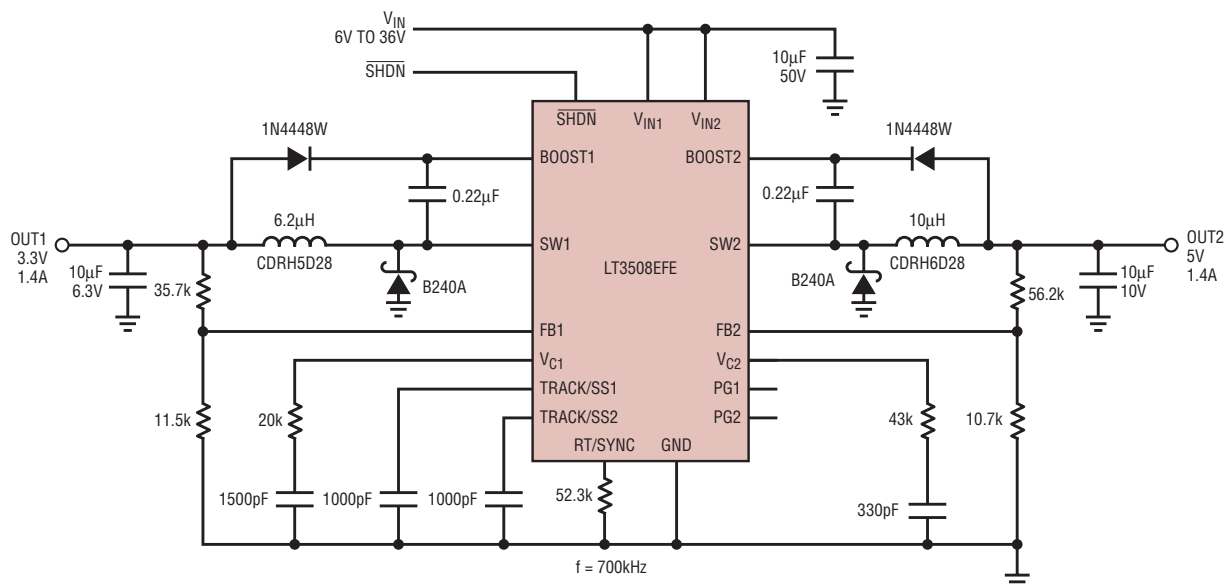 VIN
6V TO 36V
SHDN
10µF
50V
SHDN
VIN1
VIN2
1N4448W
1N4448W
BOOST1
BOOST2
0.22µF
0.22µF
6.2µH
10µH
OUT1
3.3V
1.4A
SW1
SW2
OUT2
5V
1.4A
CDRH5D28
LT3508EFE
CDRH6D28
10µF
6.3V
35.7k
B240A
B240A
56.2k
10µF
10V
FB1
FB2
VC1
VC2
TRACK/SS1
PG1
11.5k
20k
TRACK/SS2
PG2
43k
10.7k
RT/SYNC
GND
1500pF
1000pF
1000pF
52.3k
330pF
f = 700kHz